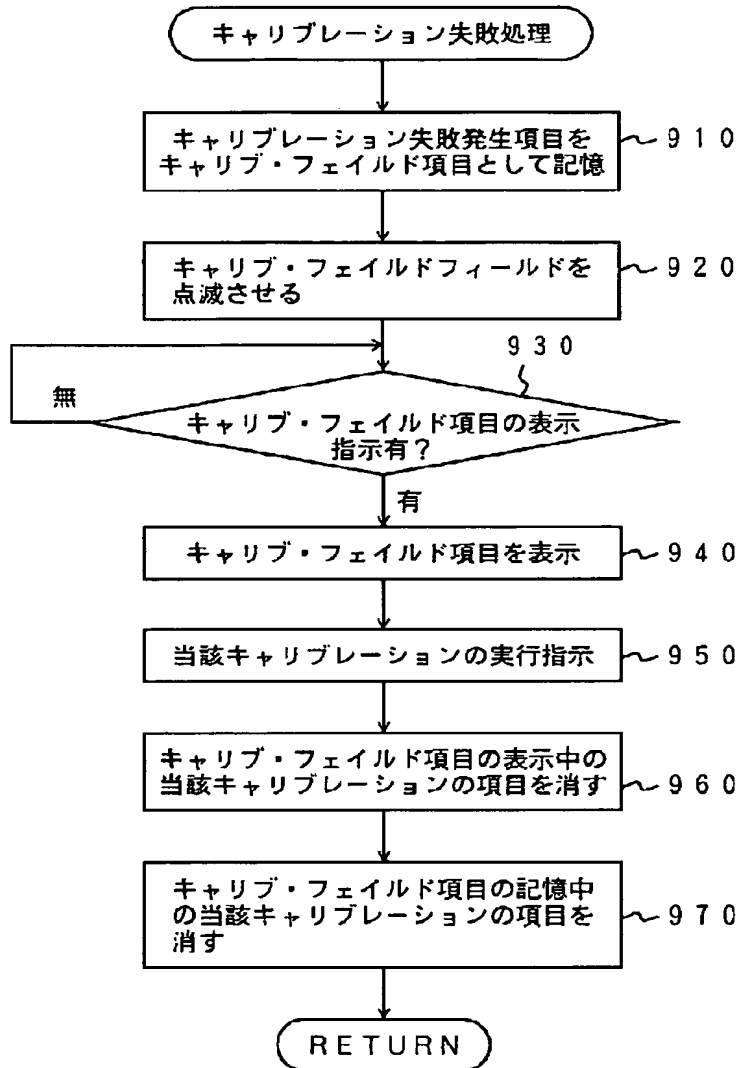 キャリブレーション失敗処理
キャリブレーション失敗発生項目を
キャリブ・フェイルド項目として記憶
910
キャリブ・フェイルドフィールドを
点滅させる
920
930
無
キャリブ・フェイルド項目の表示
指示有？
有
キャリブ・フェイルド項目を表示
940
当該キャリブレーションの実行指示
950
キャリブ・フェイルド項目の表示中の
当該キャリブレーションの項目を消す
960
キャリブ・フェイルド項目の記憶中
の当該キャリブレーションの項目を
消す
970
RETURN